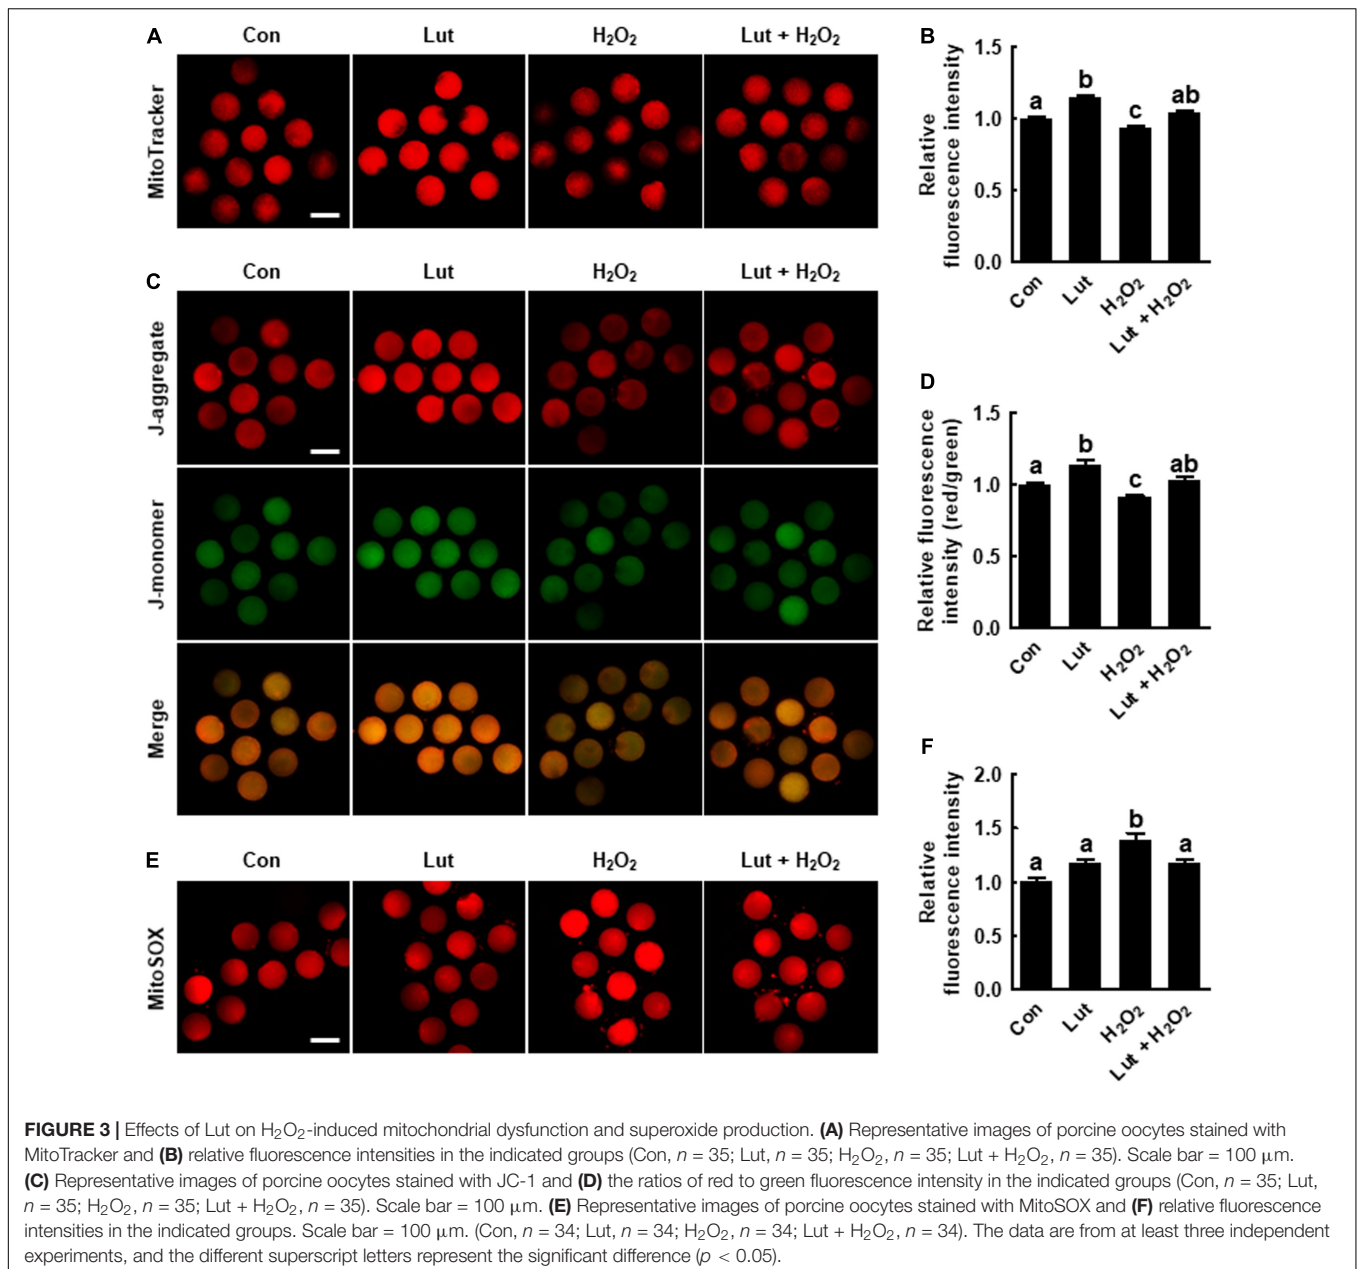 A
Con
Lut
H₂O₂
Lut + H₂O₂
MitoTracker
B
Relative
fluorescence intensity
1.5
1.0
0.5
0.0
a
b
c
ab
Con
Lut
H₂O₂
Lut + H₂O₂
C
Con
Lut
H₂O₂
Lut + H₂O₂
J-aggregate
J-monomer
Merge
D
Relative fluorescence
intensity (red/green)
1.5
1.0
0.5
0.0
a
b
c
ab
Con
Lut
H₂O₂
Lut + H₂O₂
E
Con
Lut
H₂O₂
Lut + H₂O₂
MitoSOX
F
Relative
fluorescence intensity
2.0
1.5
1.0
0.5
0.0
a
a
b
a
Con
Lut
H₂O₂
Lut + H₂O₂
FIGURE 3 | Effects of Lut on H₂O₂-induced mitochondrial dysfunction and superoxide production. (A) Representative images of porcine oocytes stained with
MitoTracker and (B) relative fluorescence intensities in the indicated groups (Con, n = 35; Lut, n = 35; H₂O₂, n = 35; Lut + H₂O₂, n = 35). Scale bar = 100 μm.
(C) Representative images of porcine oocytes stained with JC-1 and (D) the ratios of red to green fluorescence intensity in the indicated groups (Con, n = 35; Lut,
n = 35; H₂O₂, n = 35; Lut + H₂O₂, n = 35). Scale bar = 100 μm. (E) Representative images of porcine oocytes stained with MitoSOX and (F) relative fluorescence
intensities in the indicated groups. Scale bar = 100 μm. (Con, n = 34; Lut, n = 34; H₂O₂, n = 34; Lut + H₂O₂, n = 34). The data are from at least three independent
experiments, and the different superscript letters represent the significant difference (p < 0.05).